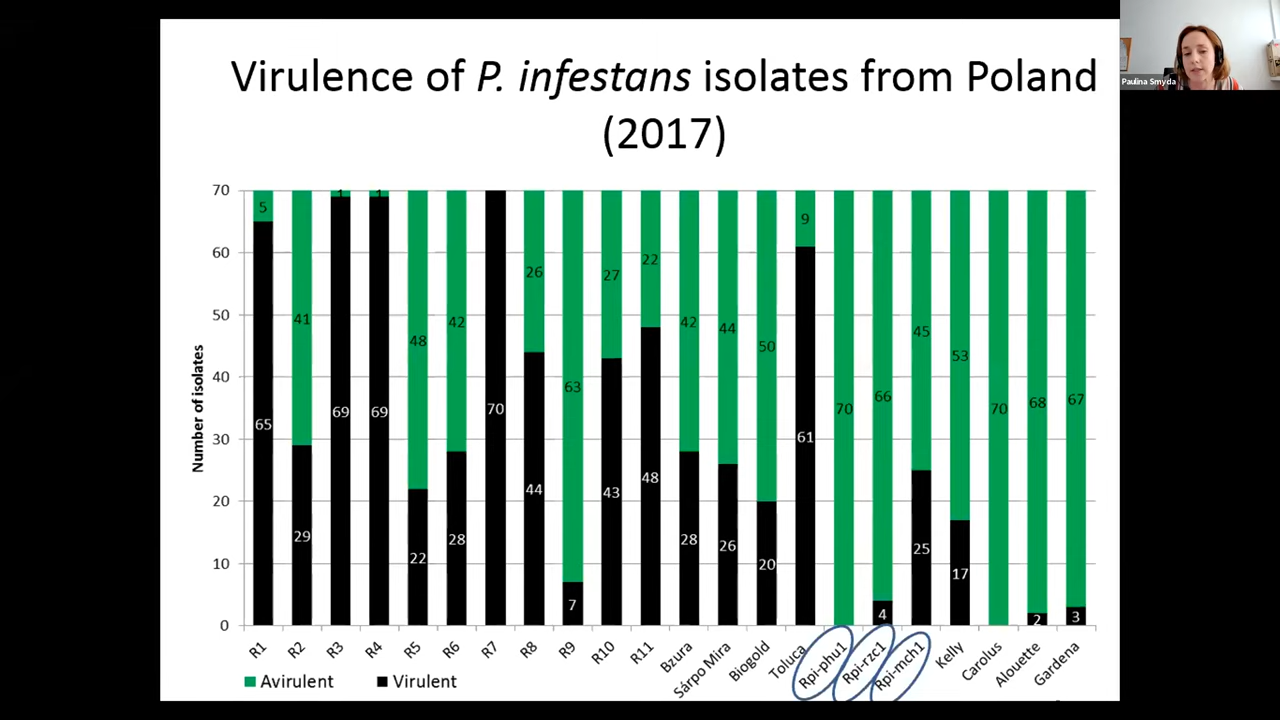 Virulence of P. infestans isolates from Poland
(2017)
Paulina Smyda
Number of isolates
70
60
50
40
30
20
10
0
5
41
1
1
48
42
26
63
27
22
42
44
50
9
70
66
45
53
70
68
67
65
29
69
69
22
28
70
44
7
43
48
28
26
20
61
4
25
17
2
3
R1
R2
R3
R4
R5
R6
R7
R8
R9
R10
R11
Bzura
Sárpo Mira
Biogold
Toluca
Rpi-phu1
Rpi-rzc1
Rpi-mch1
Kelly
Carolus
Alouette
Gardena
Avirulent
Virulent